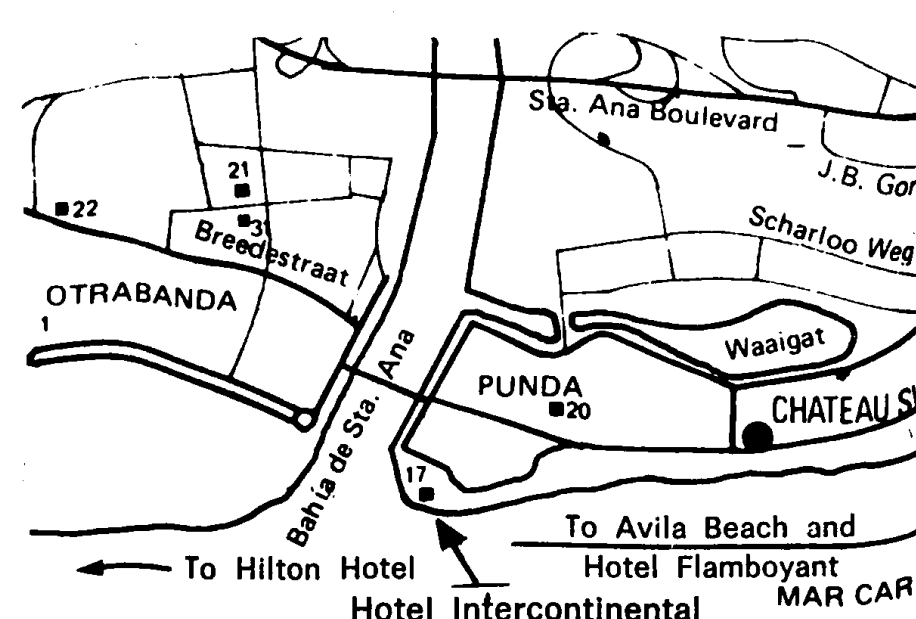 Sta. Ana Boulevard
J.B. Gor
21
22
3
Breedestraat
Scharloo Weg
OTRABANDA
1
Waaigat
Bahía de Sta. Ana
PUNDA
20
CHATEAU
17
To Avila Beach and
Hotel Flamboyant
To Hilton Hotel
Hotel Intercontinental
MAR CAR